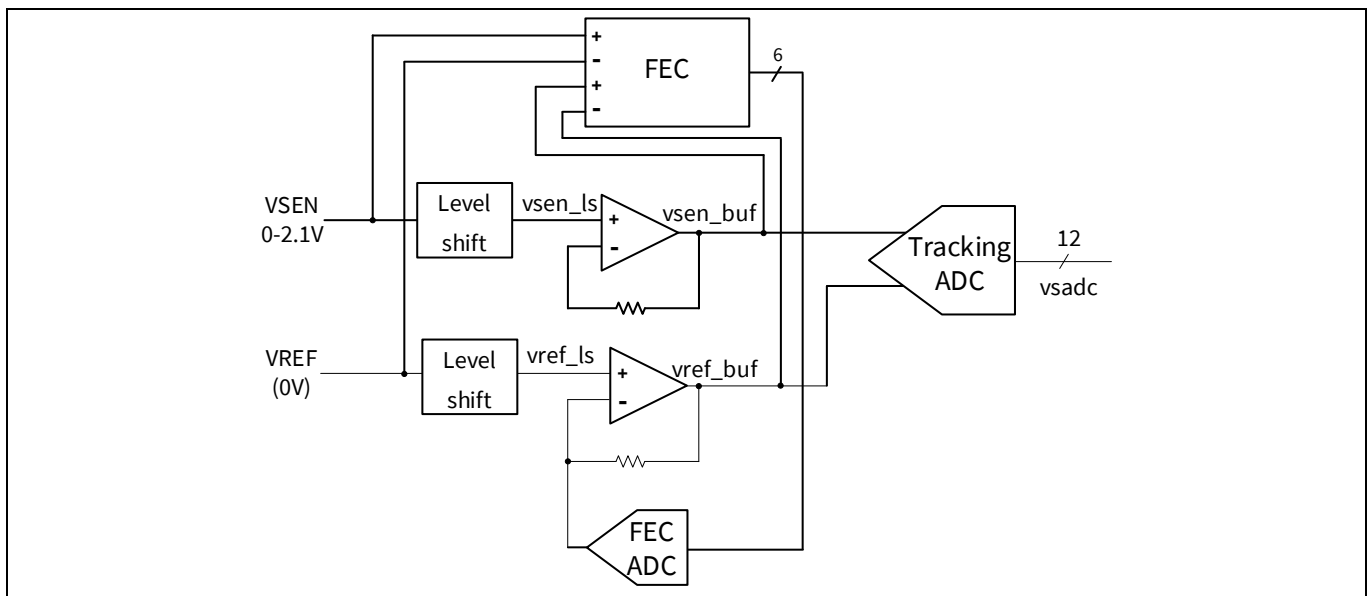 +
-
+
-
FEC
6
VSEN
0-2.1V
Level
shift
vsen_ls
+
-
vsen_buf
Tracking
ADC
12
vsadc
VREF
(0V)
Level
shift
vref_ls
+
-
vref_buf
FEC
ADC